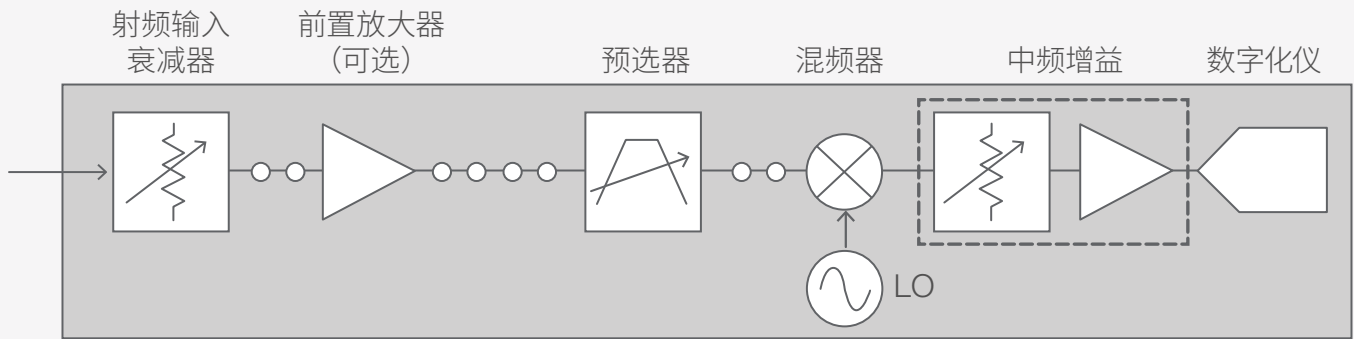 射频输入
衰减器
前置放大器
(可选)
预选器
混频器
中频增益
数字化仪
LO